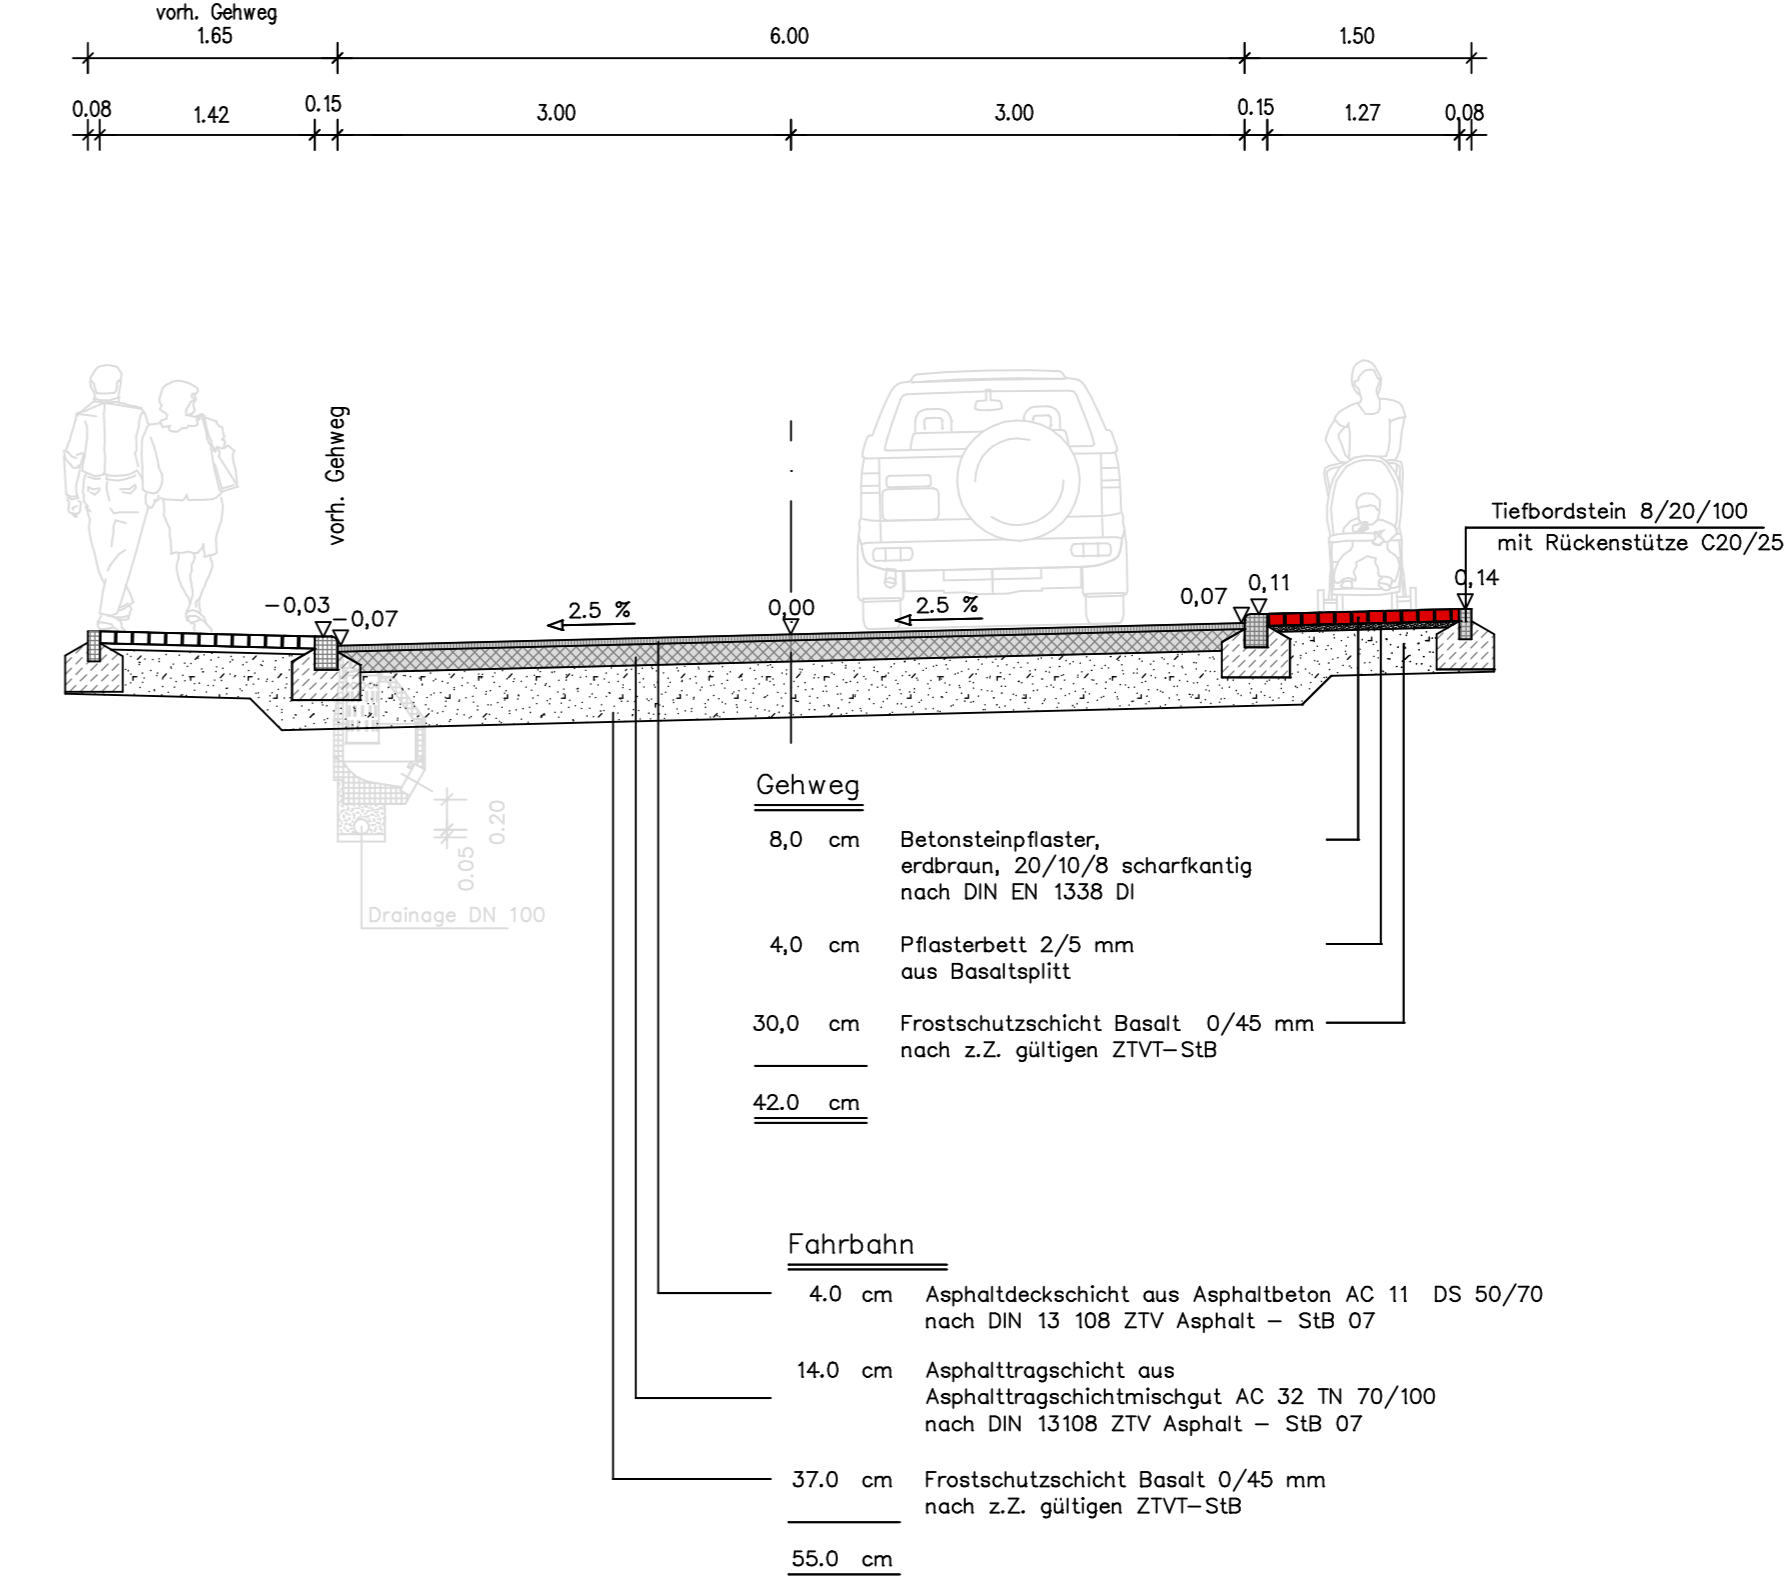 vorh. Gehweg
1.65
6.00
1.50
0.08
1.42
0.15
3.00
3.00
0.15
1.27
0,08
vorh. Gehweg
Tiefbordstein 8/20/100
mit Rückenstütze C20/25
-0,03
-0,07
2.5 %
0,00
2.5 %
0,07
0,11
0,14
0.20
0.05
Drainage DN 100
Gehweg
8,0 cm Betonsteinpflaster,
erdbraun, 20/10/8 scharfkantig
nach DIN EN 1338 DI
4,0 cm Pflasterbett 2/5 mm
aus Basaltsplitt
30,0 cm Frostschutzschicht Basalt 0/45 mm
nach z.Z. gültigen ZTVT-StB
42.0 cm
Fahrbahn
4.0 cm Asphaltdeckschicht aus Asphaltbeton AC 11 DS 50/70
nach DIN 13 108 ZTV Asphalt - StB 07
14.0 cm Asphalttragschicht aus
Asphalttragschichtmischgut AC 32 TN 70/100
nach DIN 13108 ZTV Asphalt - StB 07
37.0 cm Frostschutzschicht Basalt 0/45 mm
nach z.Z. gültigen ZTVT-StB
55.0 cm